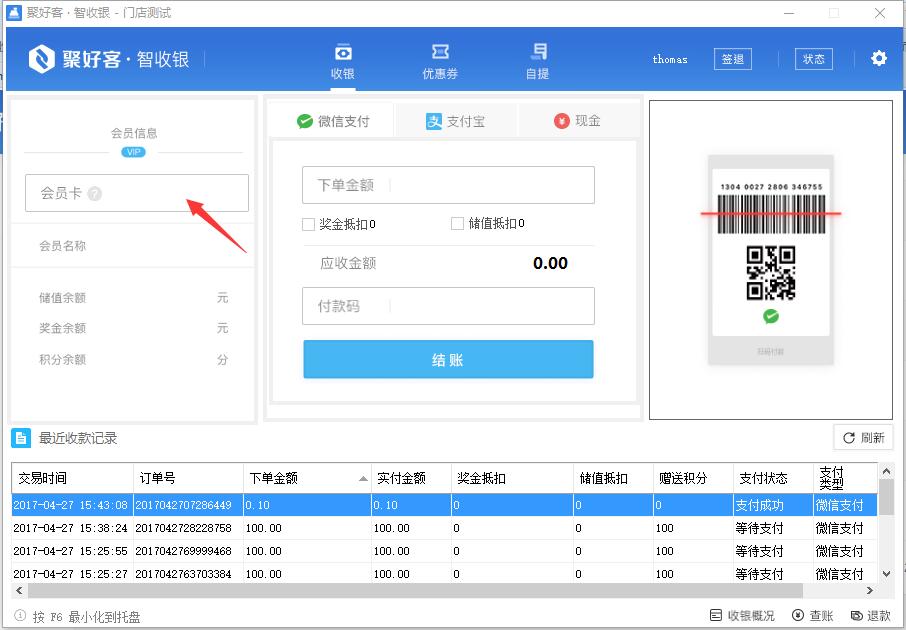 聚好客·智收银 - 门店测试
聚好客·智收银
收银
优惠券
自提
thomas
签退
状态
会员信息
VIP
会员卡 ?
会员名称
储值余额 元
奖金余额 元
积分余额 分
微信支付
支付宝
现金
下单金额
奖金抵扣0
储值抵扣0
应收金额 0.00
付款码
结账
1304 0027 2806 346755
扫码付款
最近收款记录
刷新
交易时间 订单号 下单金额 实付金额 奖金抵扣 储值抵扣 赠送积分 支付状态 支付类型
2017-04-27 15:43:08 2017042707286449 0.10 0.10 0 0 0 支付成功 微信支付
2017-04-27 15:38:24 2017042728228758 100.00 100.00 0 0 100 等待支付 微信支付
2017-04-27 15:25:55 2017042769999468 100.00 100.00 0 0 100 等待支付 微信支付
2017-04-27 15:25:27 2017042763703384 100.00 100.00 0 0 100 等待支付 微信支付
按 F6 最小化到托盘
收银概况
查账
退款